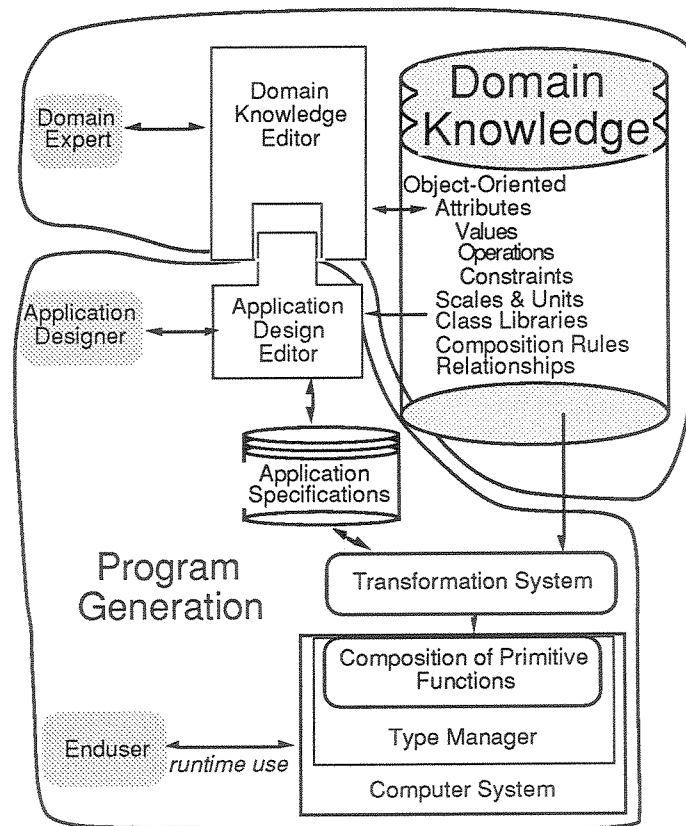 Domain
Knowledge
Editor
Domain
Knowledge
Domain
Expert
Object-Oriented
Attributes
Values
Operations
Constraints
Scales & Units
Class Libraries
Composition Rules
Relationships
Application
Designer
Application
Design
Editor
Application
Specifications
Program
Generation
Transformation System
Composition of Primitive
Functions
Type Manager
Enduser
runtime use
Computer System